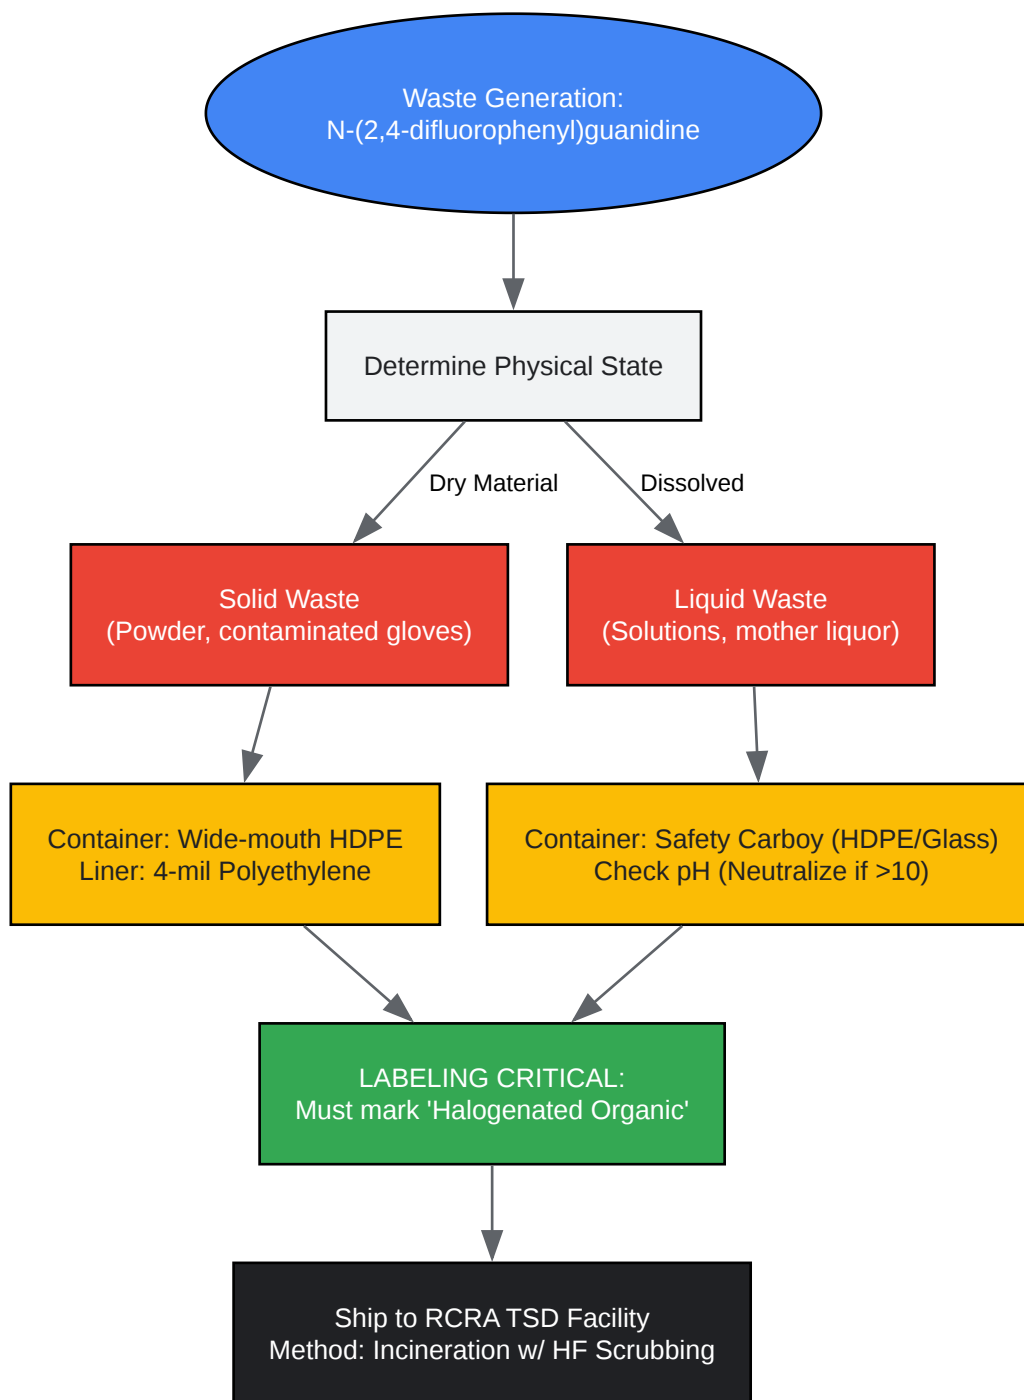 Waste Generation:
N-(2,4-difluorophenyl)guanidine
Determine Physical State
Dry Material
Dissolved
Solid Waste
(Powder, contaminated gloves)
Liquid Waste
(Solutions, mother liquor)
Container: Wide-mouth HDPE
Liner: 4-mil Polyethylene
Container: Safety Carboy (HDPE/Glass)
Check pH (Neutralize if >10)
LABELING CRITICAL:
Must mark 'Halogenated Organic'
Ship to RCRA TSD Facility
Method: Incineration w/ HF Scrubbing